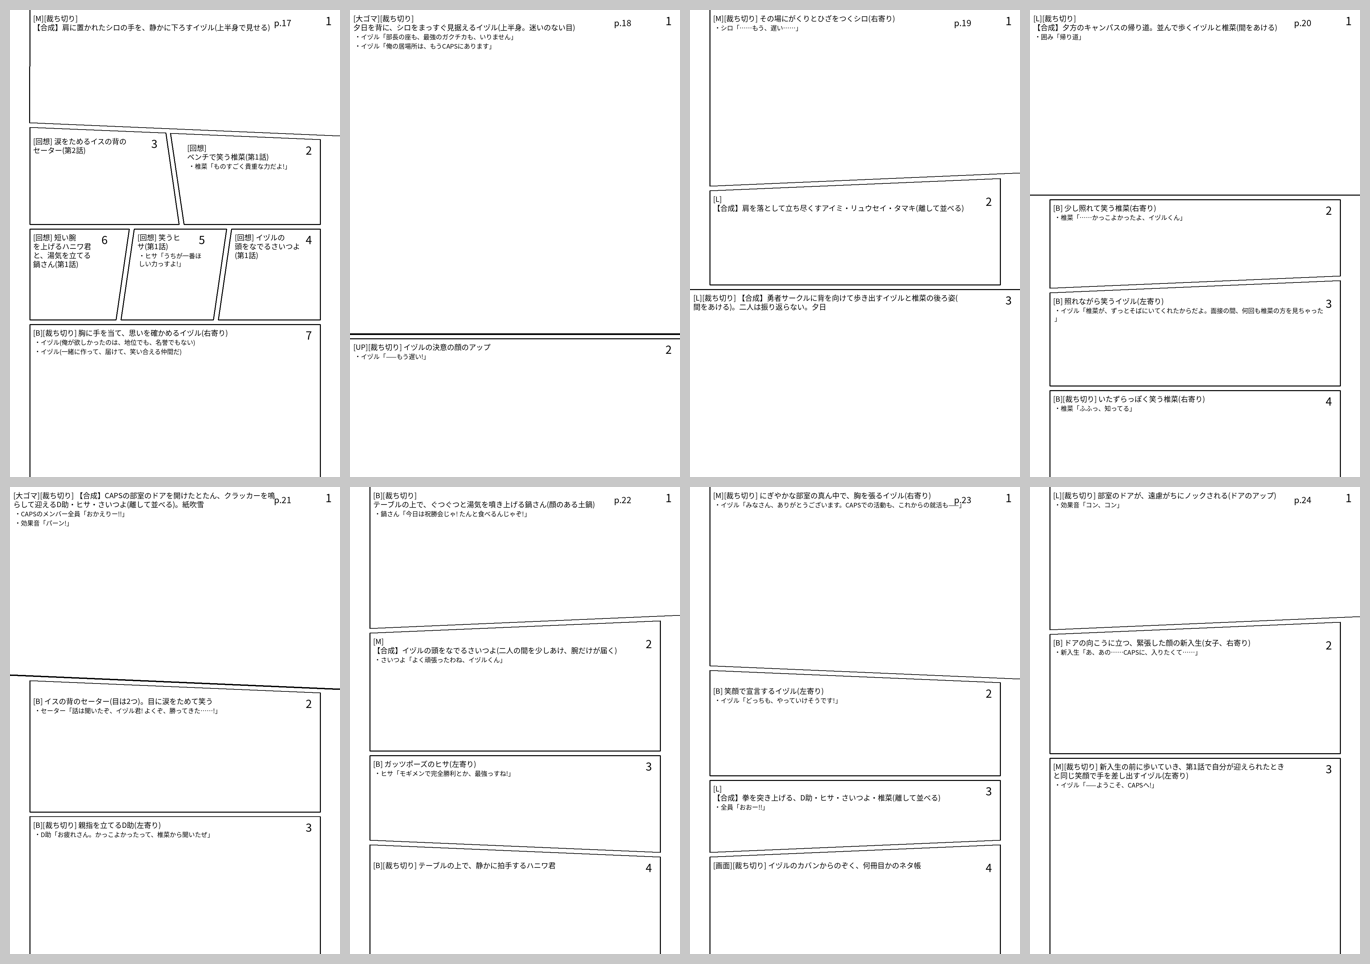 [M][裁ち切り]
【合成】肩に置かれたシロの手を、静かに下ろすイヅル(上半身で見せる)
p.17
1
[回想]
ベンチで笑う椎菜(第1話)
・椎菜「ものすごく貴重な力だよ!」
2
[回想] 涙をためるイスの背の
セーター(第2話)
3
[回想] イヅルの
頭をなでるさいつよ
(第1話)
4
[回想] 笑うヒ
サ(第1話)
・ヒサ「うちが一番ほ
しい力っすよ!」
5
[回想] 短い腕
を上げるハニワ君
と、湯気を立てる
鍋さん(第1話)
6
[B][裁ち切り] 胸に手を当て、思いを確かめるイヅル(右寄り)
・イヅル(俺が欲しかったのは、地位でも、名誉でもない)
・イヅル(一緒に作って、届けて、笑い合える仲間だ)
7
[大ゴマ][裁ち切り]
夕日を背に、シロをまっすぐ見据えるイヅル(上半身。迷いのない目)
・イヅル「部長の座も、最強のガクチカも、いりません」
・イヅル「俺の居場所は、もうCAPSにあります」
p.18
1
[UP][裁ち切り] イヅルの決意の顔のアップ
・イヅル「──もう遅い!」
2
[M][裁ち切り] その場にがくりとひざをつくシロ(右寄り)
・シロ「……もう、遅い……」
p.19
1
[L]
【合成】肩を落として立ち尽くすアイミ・リュウセイ・タマキ(離して並べる)
2
[L][裁ち切り] 【合成】勇者サークルに背を向けて歩き出すイヅルと椎菜の後ろ姿(
間をあける)。二人は振り返らない。夕日
3
[L][裁ち切り]
【合成】夕方のキャンパスの帰り道。並んで歩くイヅルと椎菜(間をあける)
・囲み「帰り道」
p.20
1
[B] 少し照れて笑う椎菜(右寄り)
・椎菜「……かっこよかったよ、イヅルくん」
2
[B] 照れながら笑うイヅル(左寄り)
・イヅル「椎菜が、ずっとそばにいてくれたからだよ。面接の間、何回も椎菜の方を見ちゃった
」
3
[B][裁ち切り] いたずらっぽく笑う椎菜(右寄り)
・椎菜「ふふっ、知ってる」
4
[大ゴマ][裁ち切り] 【合成】CAPSの部室のドアを開けたとたん、クラッカーを鳴
らして迎えるD助・ヒサ・さいつよ(離して並べる)。紙吹雪
・CAPSのメンバー全員「おかえりー!!」
・効果音「パーン!」
p.21
1
[B] イスの背のセーター(目は2つ)。目に涙をためて笑う
・セーター「話は聞いたぞ、イヅル君! よくぞ、勝ってきた……!」
2
[B][裁ち切り] 親指を立てるD助(左寄り)
・D助「お疲れさん。かっこよかったって、椎菜から聞いたぜ」
3
[B][裁ち切り]
テーブルの上で、ぐつぐつと湯気を噴き上げる鍋さん(顔のある土鍋)
・鍋さん「今日は祝勝会じゃ! たんと食べるんじゃぞ!」
p.22
1
[M]
【合成】イヅルの頭をなでるさいつよ(二人の間を少しあけ、腕だけが届く)
・さいつよ「よく頑張ったわね、イヅルくん」
2
[B] ガッツポーズのヒサ(左寄り)
・ヒサ「モギメンで完全勝利とか、最強っすね!」
3
[B][裁ち切り] テーブルの上で、静かに拍手するハニワ君
4
[M][裁ち切り] にぎやかな部室の真ん中で、胸を張るイヅル(右寄り)
・イヅル「みなさん、ありがとうございます。CAPSでの活動も、これからの就活も──」
p.23
1
[B] 笑顔で宣言するイヅル(左寄り)
・イヅル「どっちも、やっていけそうです!」
2
[L]
【合成】拳を突き上げる、D助・ヒサ・さいつよ・椎菜(離して並べる)
・全員「おおー!!」
3
[画面][裁ち切り] イヅルのカバンからのぞく、何冊目かのネタ帳
4
[L][裁ち切り] 部室のドアが、遠慮がちにノックされる(ドアのアップ)
・効果音「コン、コン」
p.24
1
[B] ドアの向こうに立つ、緊張した顔の新入生(女子、右寄り)
・新入生「あ、あの……CAPSに、入りたくて……」
2
[M][裁ち切り] 新入生の前に歩いていき、第1話で自分が迎えられたとき
と同じ笑顔で手を差し出すイヅル(左寄り)
・イヅル「──ようこそ、CAPSへ!」
3